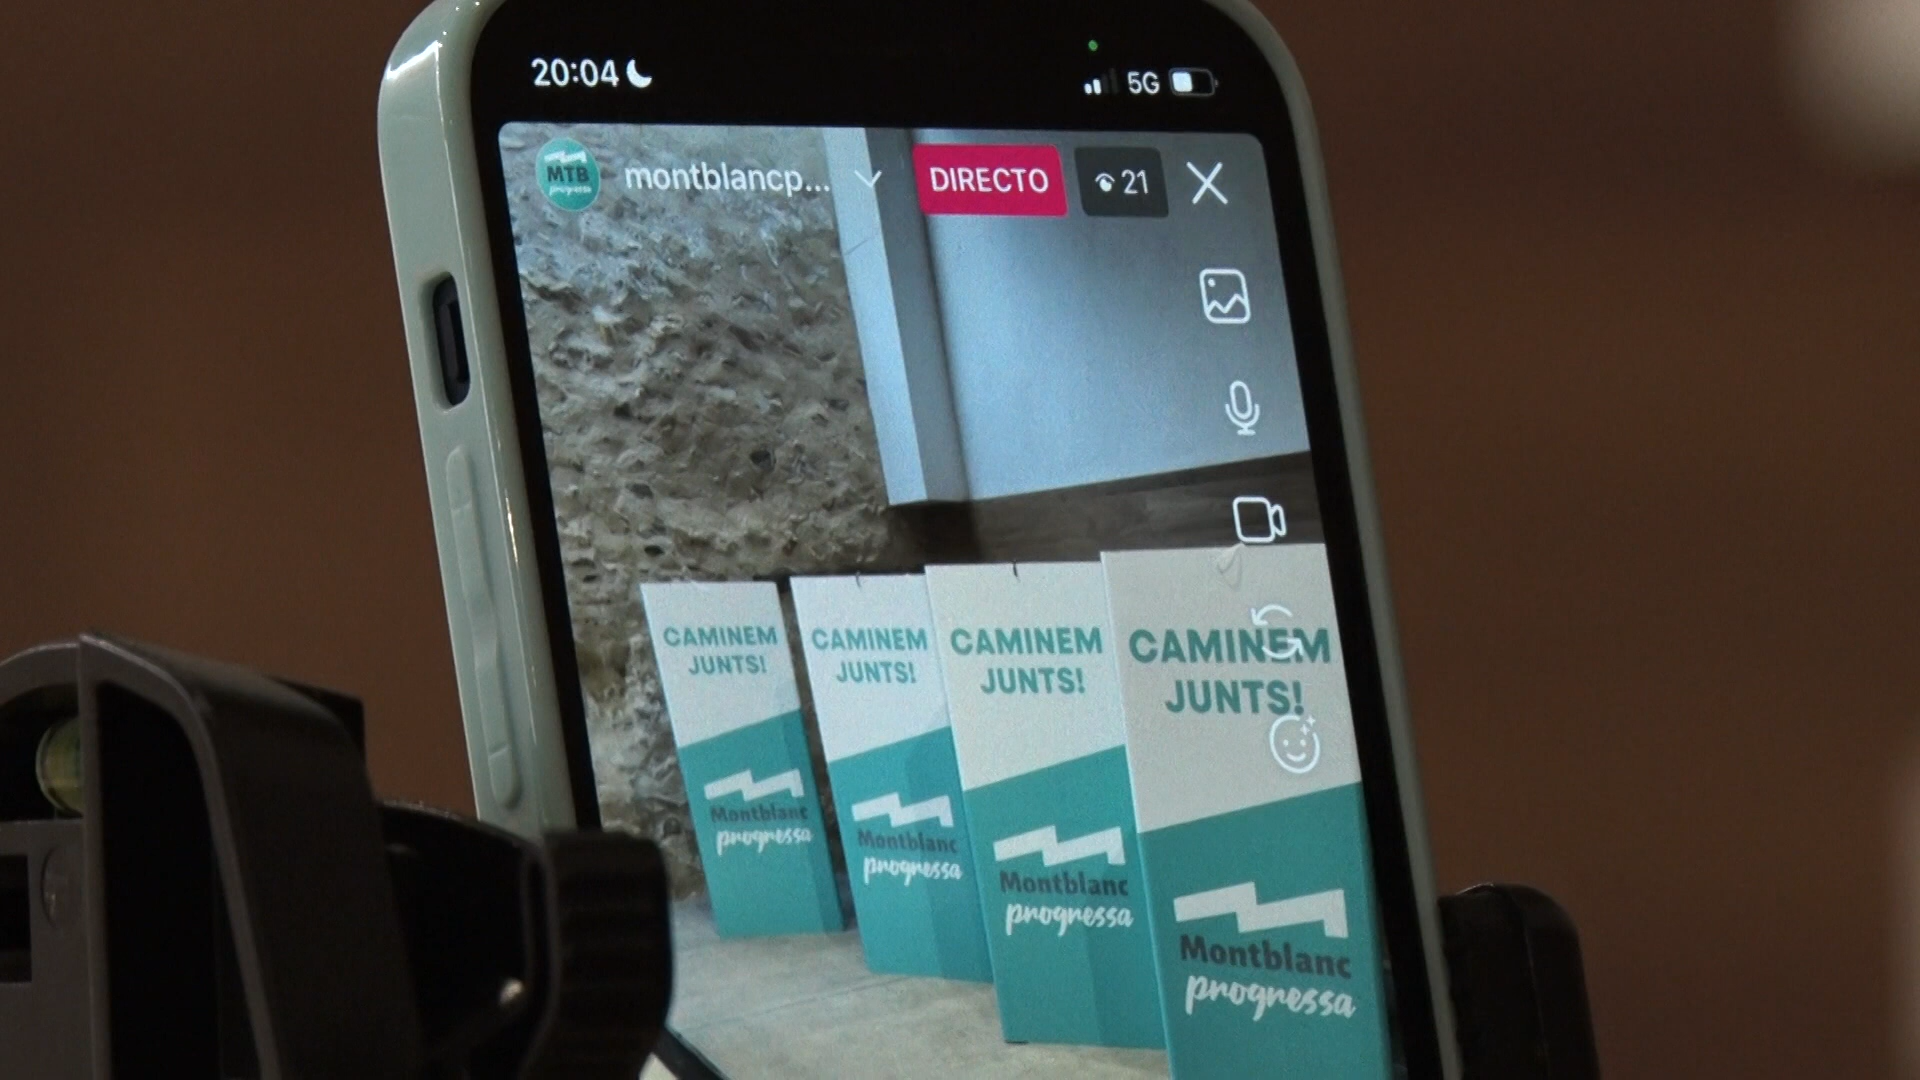 20:04
5G
MTB
progressa
montblancp...
DIRECTO
21
CAMINEM
JUNTS!
Montblanc
progressa
CAMINEM
JUNTS!
Montblanc
progressa
CAMINEM
JUNTS!
Montblanc
progressa
CAMINEM
JUNTS!
Montblanc
progressa